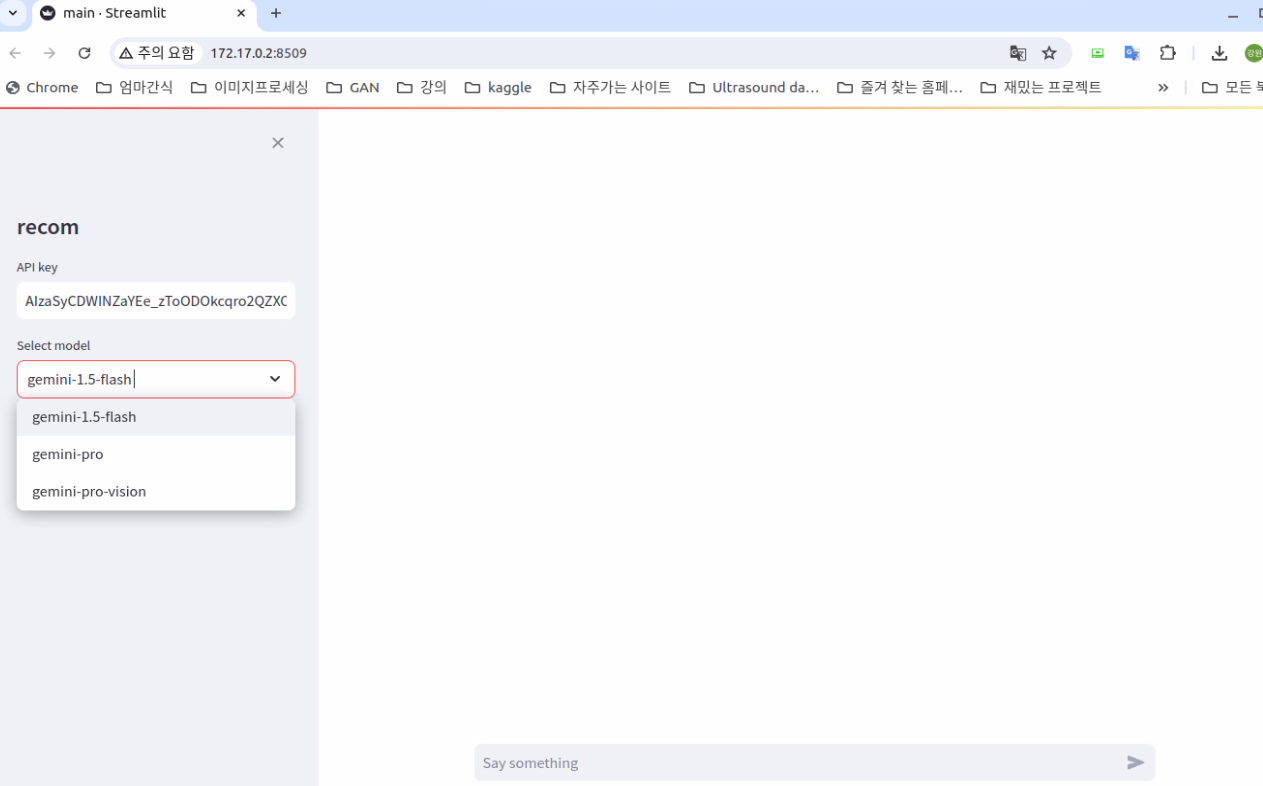 main · Streamlit
주의 요함 172.17.0.2:8509
강원
Chrome 엄마간식 이미지프로세싱 GAN 강의 kaggle 자주가는 사이트 Ultrasound da... 즐겨 찾는 홈페... 재밌는 프로젝트 » 모든
recom
API key
AIzaSyCDWINZaYEe_zToODOkcqro2QZXC
Select model
gemini-1.5-flash
gemini-1.5-flash
gemini-pro
gemini-pro-vision
Say something